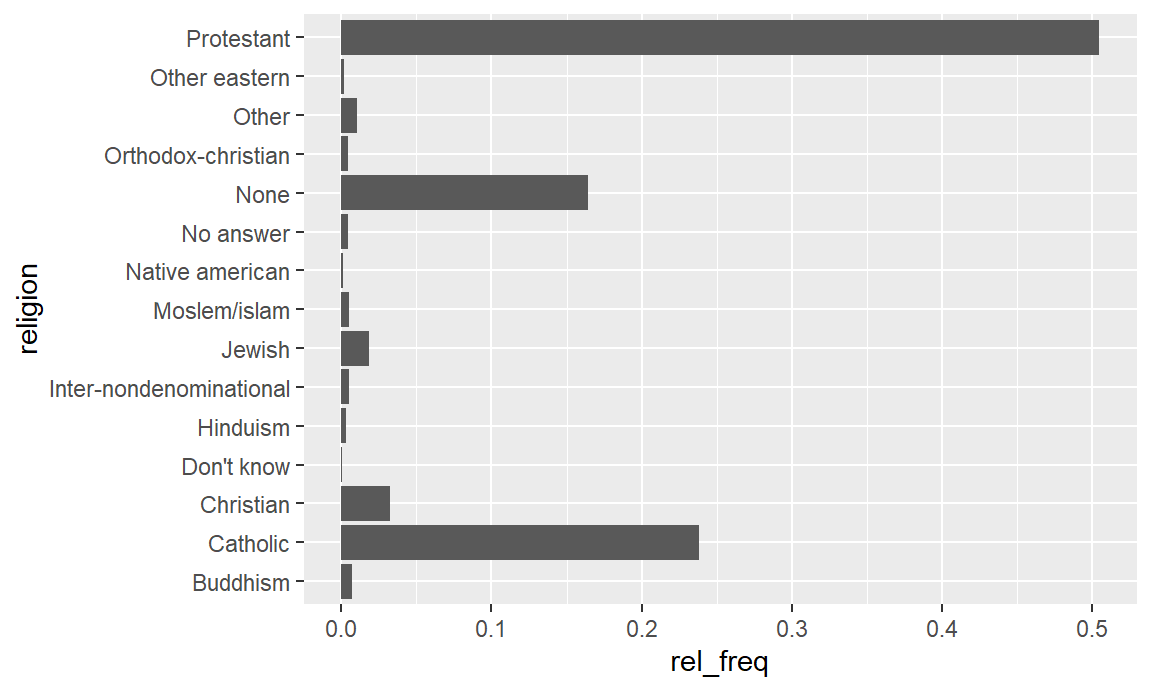 Protestant
Other eastern
Other
Orthodox-christian
None
No answer
Native american
Moslem/islam
Jewish
Inter-nondenominational
Hinduism
Don't know
Christian
Catholic
Buddhism
religion
0.0 0.1 0.2 0.3 0.4 0.5
rel_freq